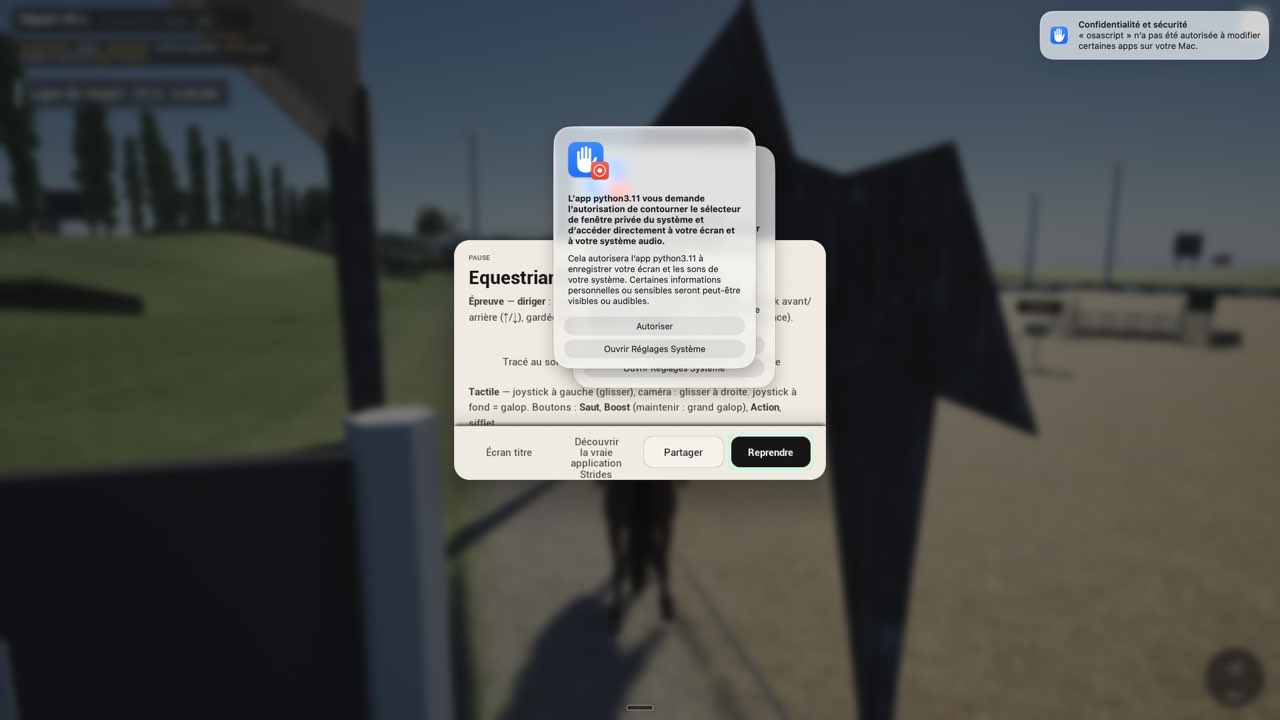 Confidentialité et sécurité
« osascript » n'a pas été autorisée à modifier
certaines apps sur votre Mac.
L'app python3.11 vous demande
l'autorisation de contourner le sélecteur
de fenêtre privée du système et
d'accéder directement à votre écran et
à votre système audio.
Cela autorisera l'app python3.11 à
enregistrer votre écran et les sons de
votre système. Certaines informations
personnelles ou sensibles seront peut-être
visibles ou audibles.
Autoriser
Ouvrir Réglages Système
Ouvrir Réglages Système
PAUSE
Épreuve — diriger :
avant/
arrière (↑/↓),
Tracé au
Tactile — joystick à gauche (glisser), caméra : glisser à droite. joystick à
fond = galop. Boutons : Saut, Boost (maintenir : grand galop), Action,
sifflet
Écran titre
Découvrir
la vraie
application
Strides
Partager
Reprendre